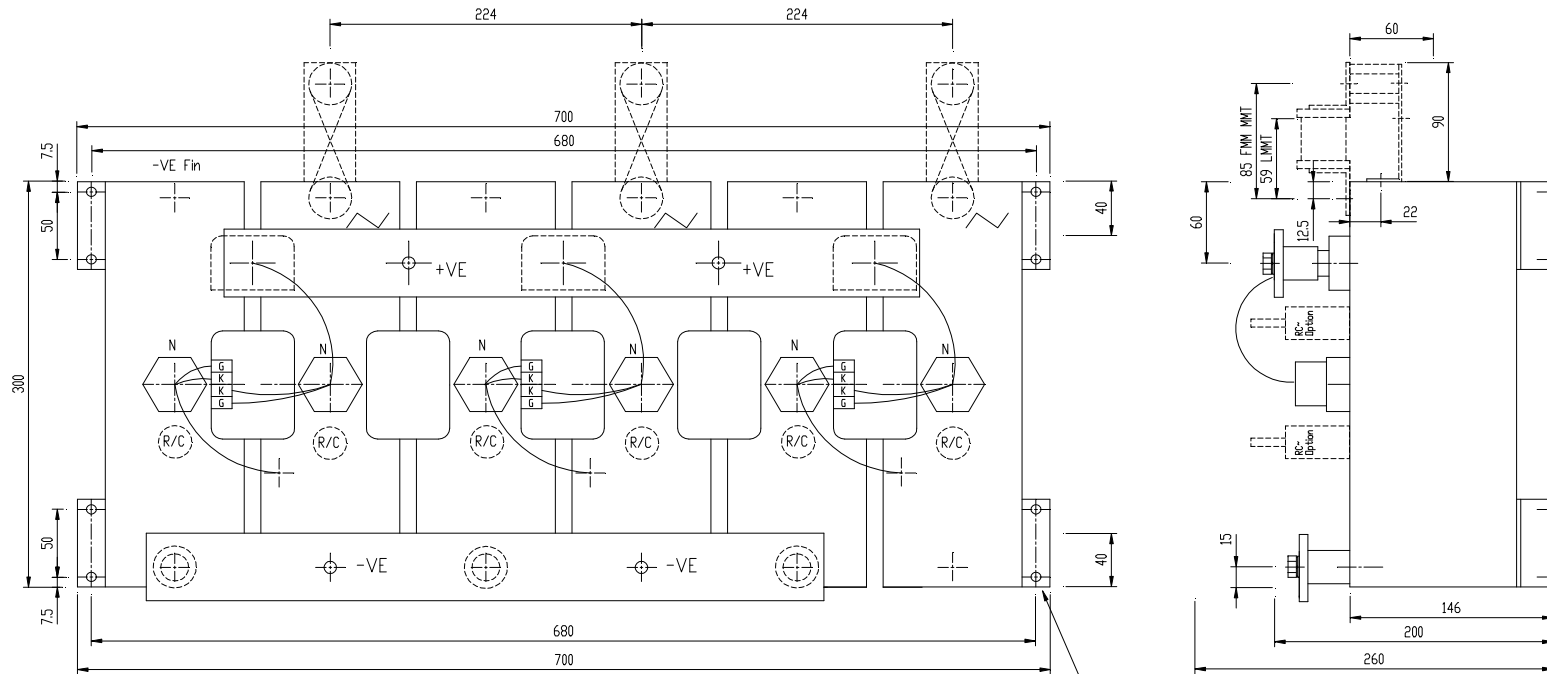 224
224
60
700
680
-VE Fin
7.5
50
300
50
7.5
40
40
+VE
+VE
N
N
N
N
N
N
G
K
K
G
G
K
K
G
G
K
K
G
R/C
R/C
R/C
R/C
R/C
R/C
-VE
-VE
680
700
85 FMM MMT
59 LMMT
90
60
12.5
22
RC~
Option
RC~
Option
15
146
200
260